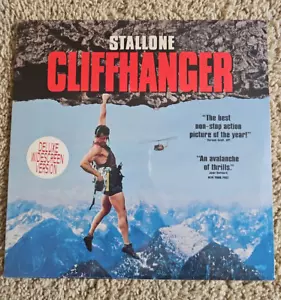 STALLONE
CLIFFHANGER
"The best
non-stop action
picture of the year!"
DELUXE
WIDESCREEN
VERSION
"An avalanche
of thrills."